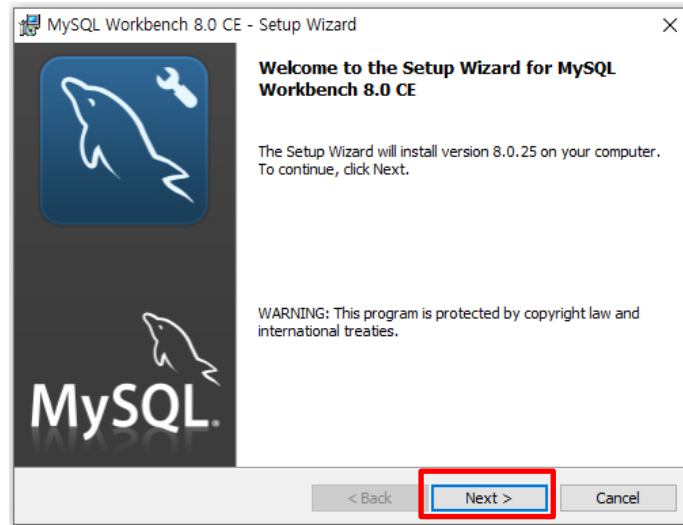 MySQL Workbench 8.0 CE - Setup Wizard
Welcome to the Setup Wizard for MySQL
Workbench 8.0 CE
The Setup Wizard will install version 8.0.25 on your computer.
To continue, click Next.
WARNING: This program is protected by copyright law and
international treaties.
MySQL.
< Back
Next >
Cancel